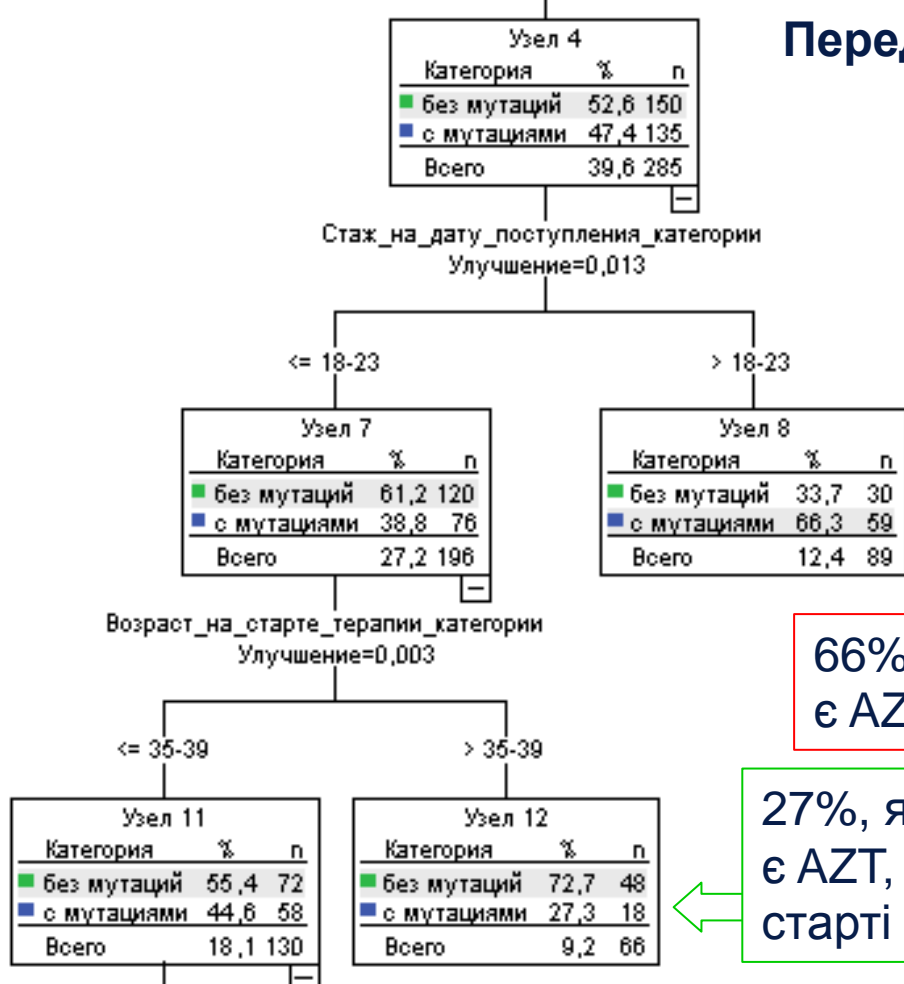 Узел 4
Категория % n
без мутаций 52,6 150
с мутациями 47,4 135
Всего 39,6 285
Стаж_на_дату_поступления_категории
Улучшение=0,013
<= 18-23
> 18-23
Узел 7
Категория % n
без мутаций 61,2 120
с мутациями 38,8 76
Всего 27,2 196
Узел 8
Категория % n
без мутаций 33,7 30
с мутациями 66,3 59
Всего 12,4 89
Возраст_на_старте_терапии_категории
Улучшение=0,003
<= 35-39
> 35-39
Узел 11
Категория % n
без мутаций 55,4 72
с мутациями 44,6 58
Всего 18,1 130
Узел 12
Категория % n
без мутаций 72,7 48
с мутациями 27,3 18
Всего 9,2 66
66%
є
27%,
є AZT,
старті